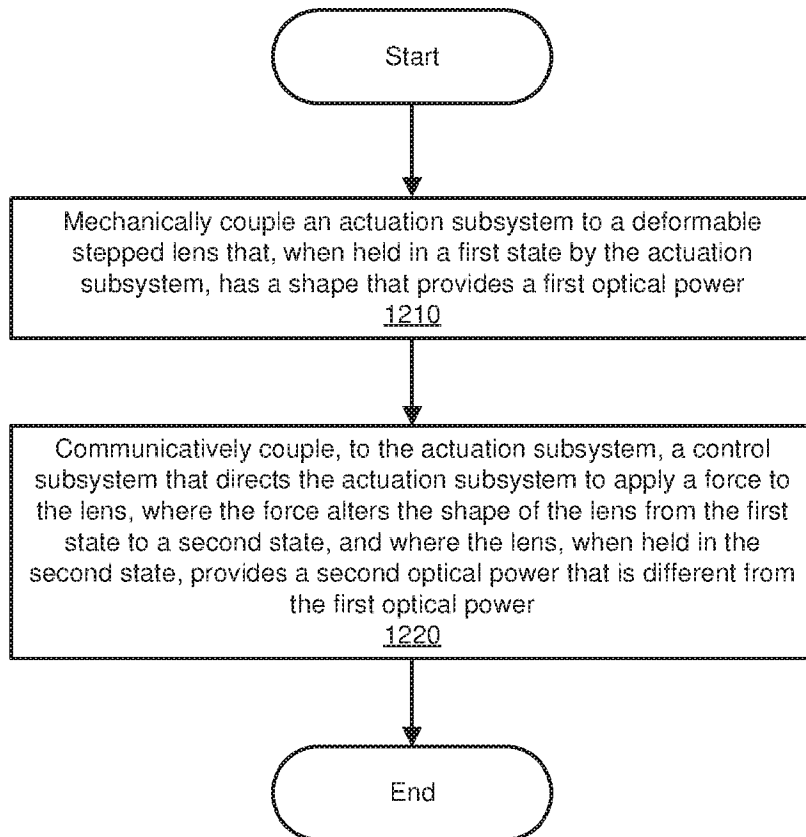 Start
Mechanically couple an actuation subsystem to a deformable
stepped lens that, when held in a first state by the actuation
subsystem, has a shape that provides a first optical power
1210
Communicatively couple, to the actuation subsystem, a control
subsystem that directs the actuation subsystem to apply a force to
the lens, where the force alters the shape of the lens from the first
state to a second state, and where the lens, when held in the
second state, provides a second optical power that is different from
the first optical power
1220
End